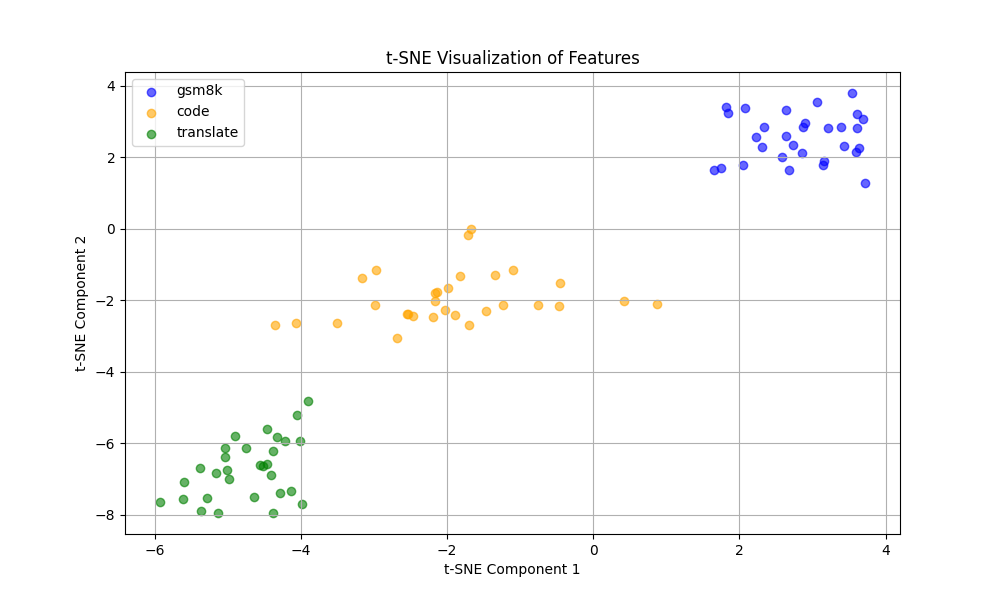 t-SNE Visualization of Features
gsm8k
code
translate
4
2
0
−2
−4
−6
−8
t-SNE Component 2
−6
−4
−2
0
2
4
t-SNE Component 1